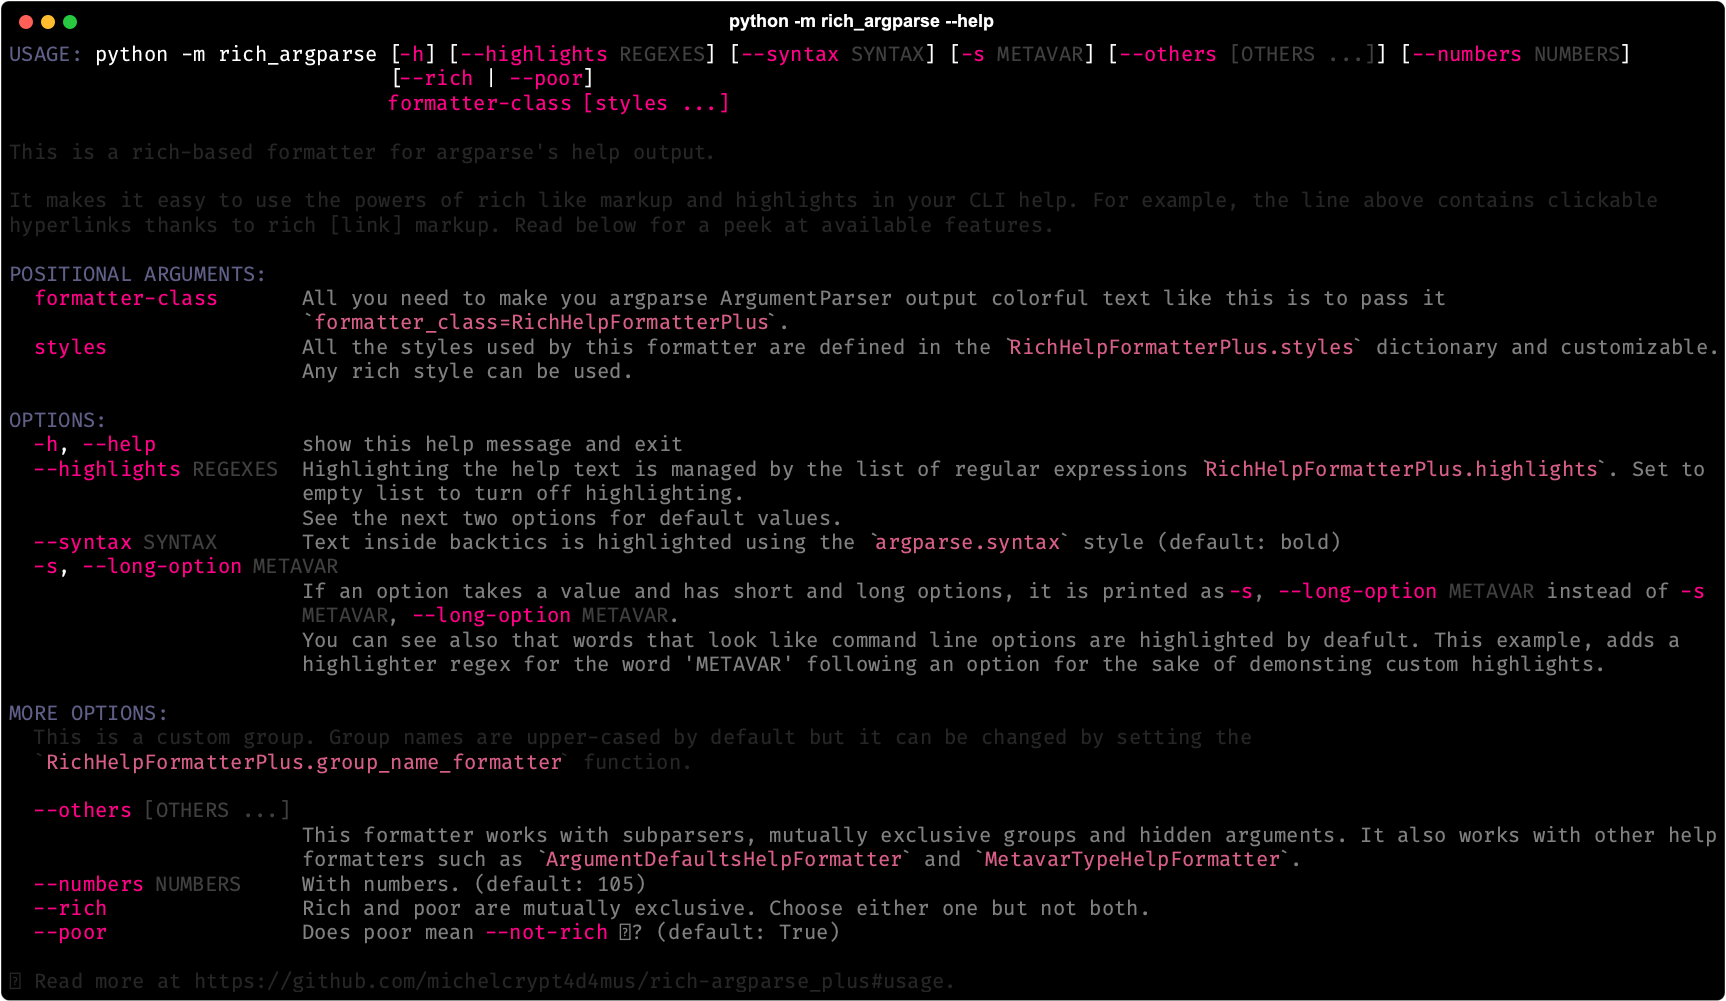 python -m rich_argparse --help
USAGE: python -m rich_argparse [-h] [--highlights REGEXES] [--syntax SYNTAX] [-s METAVAR] [--others [OTHERS ...]] [--numbers NUMBERS]
[--rich | --poor]
formatter-class [styles ...]
This is a rich-based formatter for argparse's help output.
It makes it easy to use the powers of rich like markup and highlights in your CLI help. For example, the line above contains clickable
hyperlinks thanks to rich [link] markup. Read below for a peek at available features.
POSITIONAL ARGUMENTS:
formatter-class All you need to make you argparse ArgumentParser output colorful text like this is to pass it
`formatter_class=RichHelpFormatterPlus`.
styles All the styles used by this formatter are defined in the `RichHelpFormatterPlus.styles` dictionary and customizable.
Any rich style can be used.
OPTIONS:
-h, --help show this help message and exit
--highlights REGEXES Highlighting the help text is managed by the list of regular expressions `RichHelpFormatterPlus.highlights`. Set to
empty list to turn off highlighting.
See the next two options for default values.
--syntax SYNTAX Text inside backtics is highlighted using the `argparse.syntax` style (default: bold)
-s, --long-option METAVAR
If an option takes a value and has short and long options, it is printed as -s, --long-option METAVAR instead of -s
METAVAR, --long-option METAVAR.
You can see also that words that look like command line options are highlighted by deafult. This example, adds a
highlighter regex for the word 'METAVAR' following an option for the sake of demonsting custom highlights.
MORE OPTIONS:
This is a custom group. Group names are upper-cased by default but it can be changed by setting the
`RichHelpFormatterPlus.group_name_formatter` function.
--others [OTHERS ...]
This formatter works with subparsers, mutually exclusive groups and hidden arguments. It also works with other help
formatters such as `ArgumentDefaultsHelpFormatter` and `MetavarTypeHelpFormatter`.
--numbers NUMBERS With numbers. (default: 105)
--rich Rich and poor are mutually exclusive. Choose either one but not both.
--poor Does poor mean --not-rich ? (default: True)
Read more at https://github.com/michelcrypt4d4mus/rich-argparse_plus#usage.